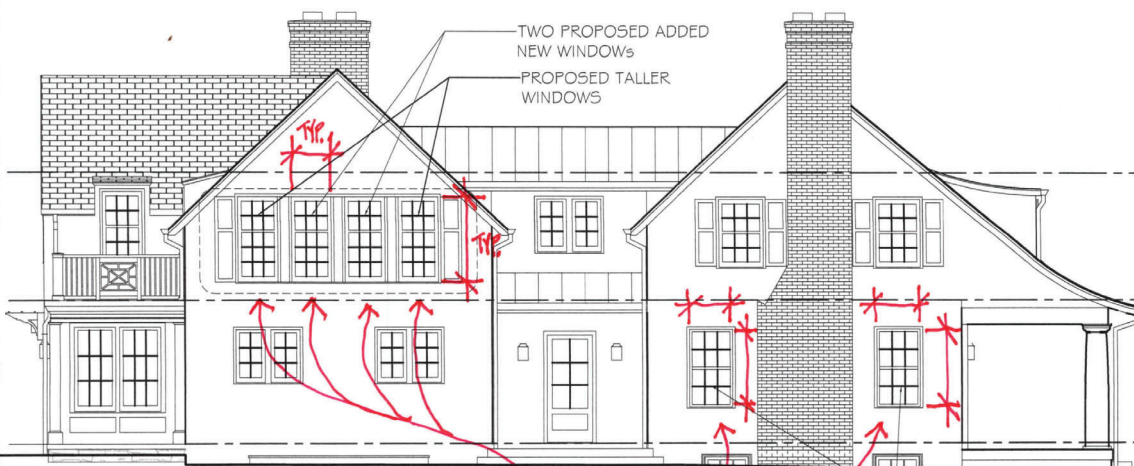 TWO PROPOSED ADDED
NEW WINDOWs
PROPOSED TALLER
WINDOWS
TYP.
TYP.